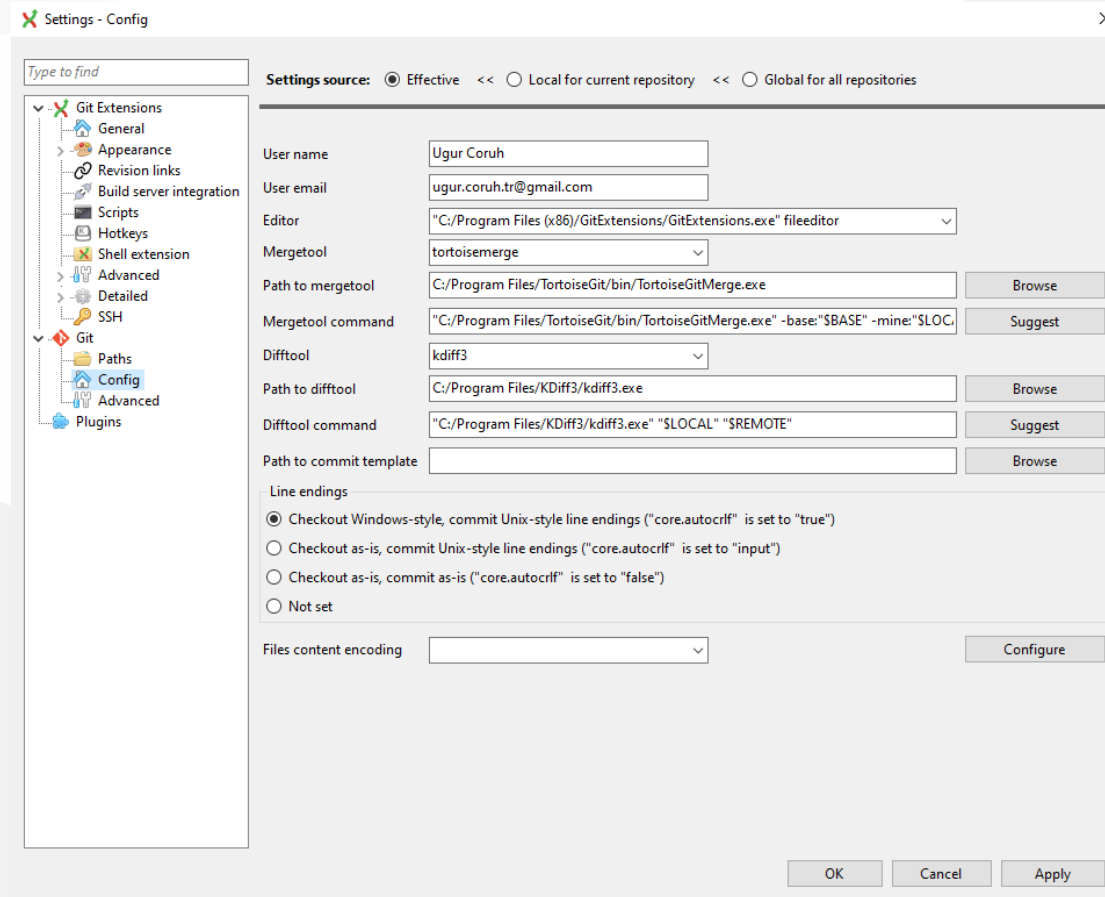 Settings - Config
Type to find
Settings source: Effective << Local for current repository << Global for all repositories
Git Extensions
General
Appearance
Revision links
Build server integration
Scripts
Hotkeys
Shell extension
Advanced
Detailed
SSH
Git
Paths
Config
Advanced
Plugins
User name Ugur Coruh
User email ugur.coruh.tr@gmail.com
Editor "C:/Program Files (x86)/GitExtensions/GitExtensions.exe" fileeditor
Mergetool tortoisemerge
Path to mergetool C:/Program Files/TortoiseGit/bin/TortoiseGitMerge.exe Browse
Mergetool command "C:/Program Files/TortoiseGit/bin/TortoiseGitMerge.exe" -base:"$BASE" -mine:"$LOCA Suggest
Difftool kdiff3
Path to difftool C:/Program Files/KDiff3/kdiff3.exe Browse
Difftool command "C:/Program Files/KDiff3/kdiff3.exe" "$LOCAL" "$REMOTE" Suggest
Path to commit template Browse
Line endings
Checkout Windows-style, commit Unix-style line endings ("core.autocrlf" is set to "true")
Checkout as-is, commit Unix-style line endings ("core.autocrlf" is set to "input")
Checkout as-is, commit as-is ("core.autocrlf" is set to "false")
Not set
Files content encoding Configure
OK Cancel Apply